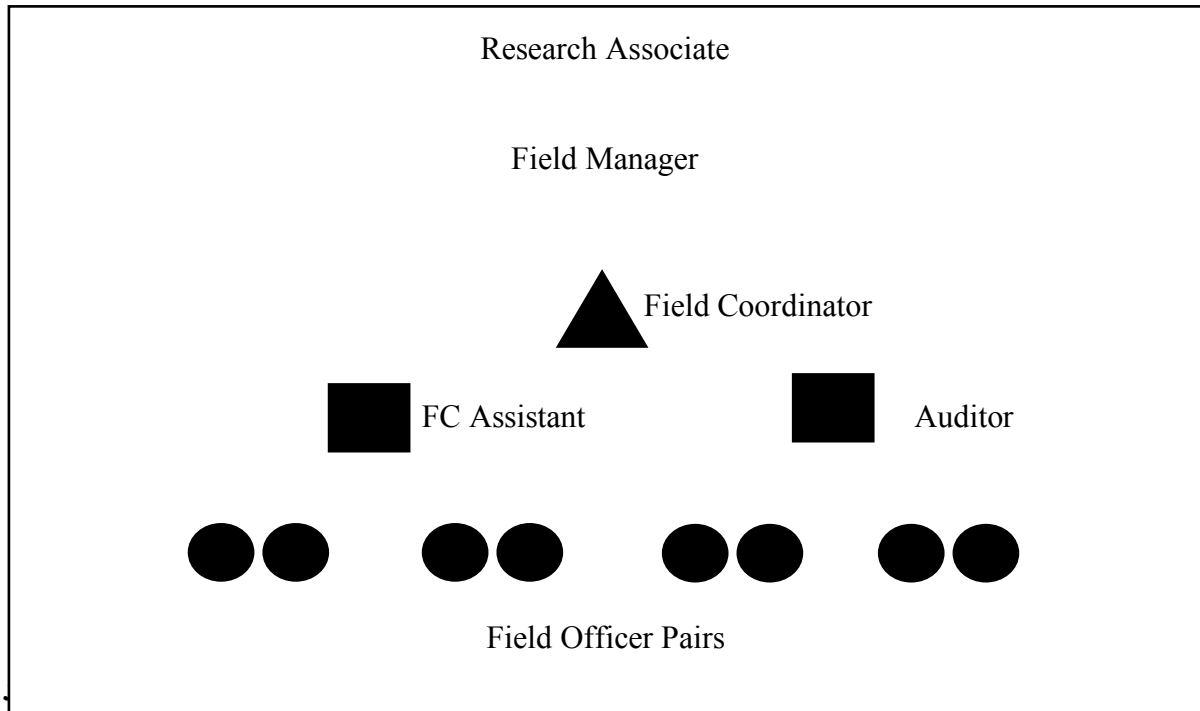 Research Associate
Field Manager
Field Coordinator
FC Assistant
Auditor
Field Officer Pairs